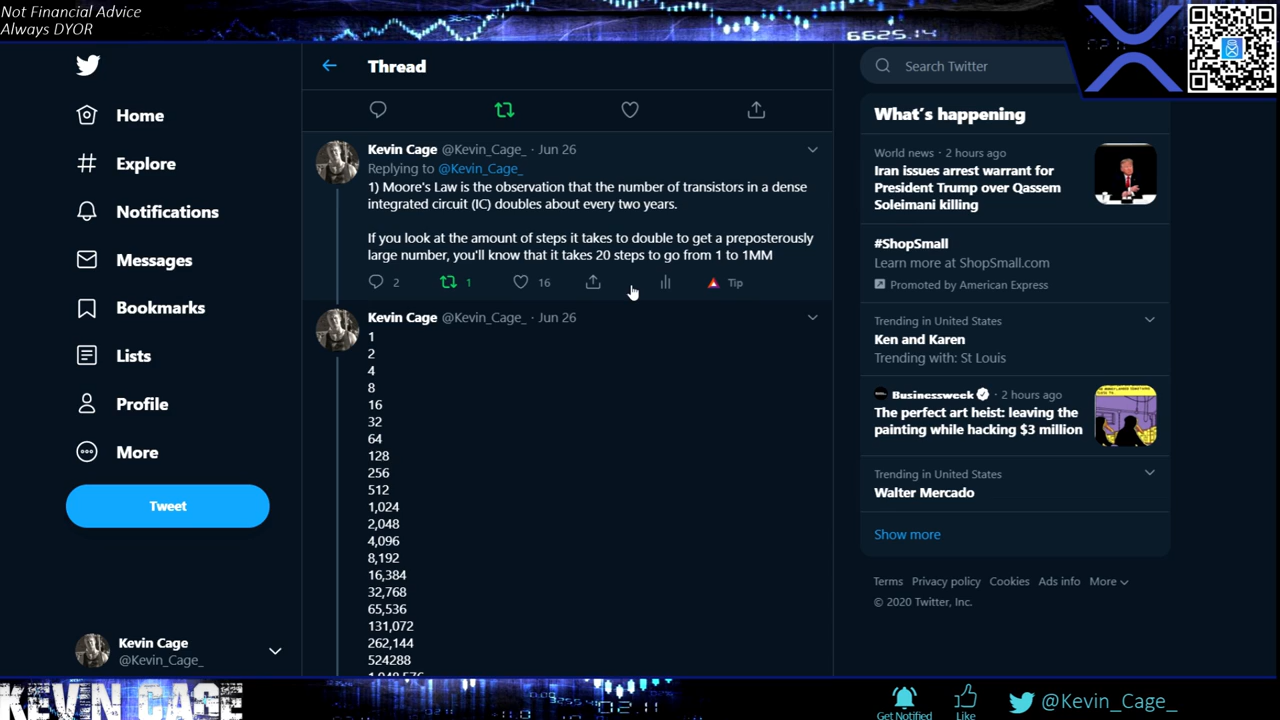 Not Financial Advice
Always DYOR
6625.14
Thread
Search Twitter
Home
Explore
Notifications
Messages
Bookmarks
Lists
Profile
More
Tweet
Kevin Cage
@Kevin_Cage_
Kevin Cage @Kevin_Cage_ · Jun 26
Replying to @Kevin_Cage_
1) Moore's Law is the observation that the number of transistors in a dense
integrated circuit (IC) doubles about every two years.
If you look at the amount of steps it takes to double to get a preposterously
large number, you'll know that it takes 20 steps to go from 1 to 1MM
2 1 16 Tip
Kevin Cage @Kevin_Cage_ · Jun 26
1
2
4
8
16
32
64
128
256
512
1,024
2,048
4,096
8,192
16,384
32,768
65,536
131,072
262,144
524288
1,048,576
What's happening
World news · 2 hours ago
Iran issues arrest warrant for
President Trump over Qassem
Soleimani killing
#ShopSmall
Learn more at ShopSmall.com
Promoted by American Express
Trending in United States
Ken and Karen
Trending with: St Louis
Businessweek · 2 hours ago
The perfect art heist: leaving the
painting while hacking $3 million
Trending in United States
Walter Mercado
Show more
Terms Privacy policy Cookies Ads info More
© 2020 Twitter, Inc.
KEVIN CAGE
Get Notified
Like
@Kevin_Cage_